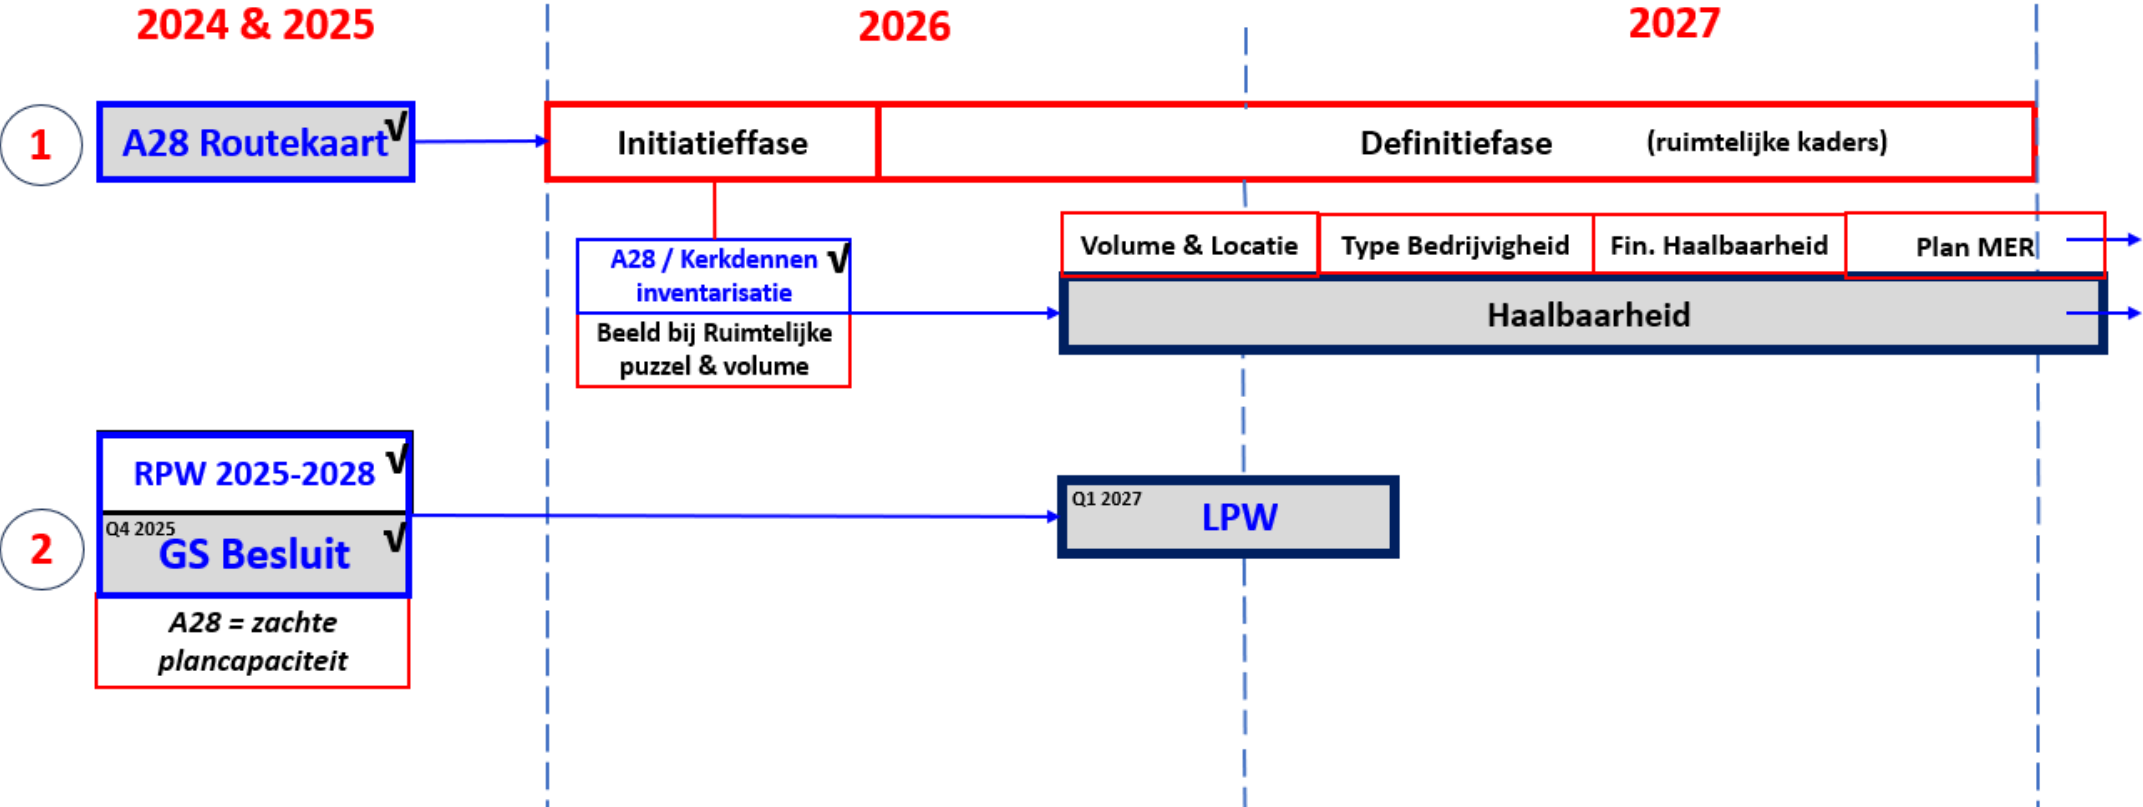 2024 & 2025
2026
2027
1
A28 Routekaart
√
Initiatieffase
Definitiefase
(ruimtelijke kaders)
A28 / Kerkdennen
inventarisatie
√
Beeld bij Ruimtelijke
puzzel & volume
Volume & Locatie
Type Bedrijvigheid
Fin. Haalbaarheid
Plan MER
Haalbaarheid
2
RPW 2025-2028
√
Q4 2025
GS Besluit
√
A28 = zachte
plancapaciteit
Q1 2027
LPW